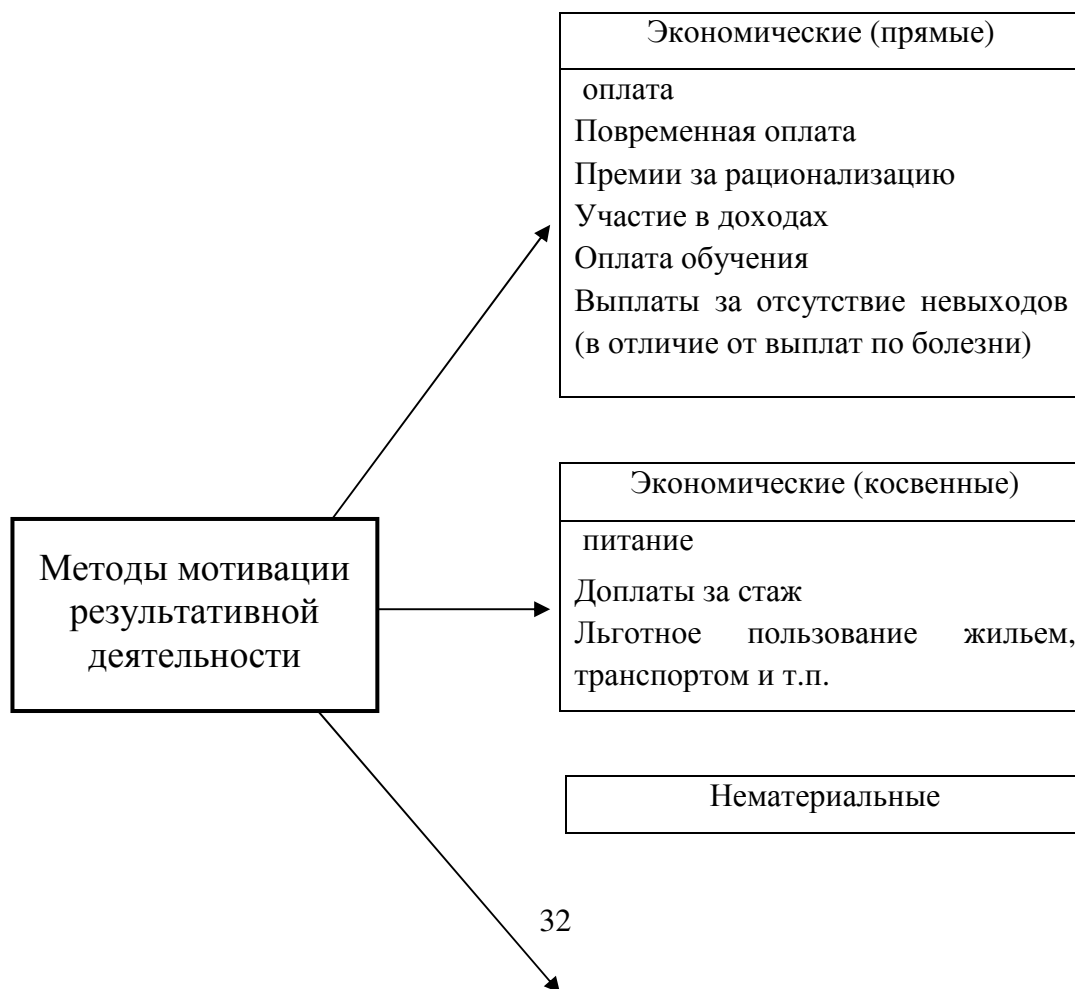 Экономические (прямые)
оплата
Повременная оплата
Премии за рационализацию
Участие в доходах
Оплата обучения
Выплаты за отсутствие невыходов
(в отличие от выплат по болезни)
Экономические (косвенные)
питание
Доплаты за стаж
Льготное пользование жильем,
транспортом и т.п.
Методы мотивации
результативной
деятельности
Нематериальные
32